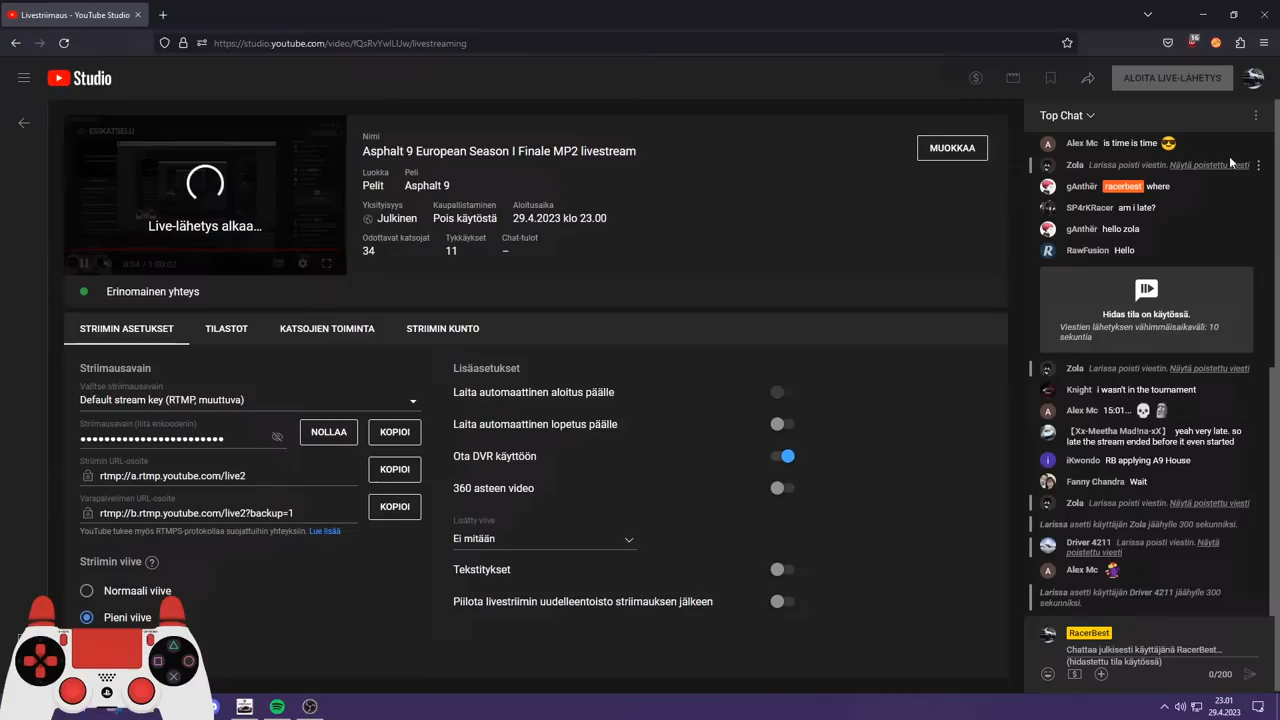 Livestriimaus - YouTube Studio
https://studio.youtube.com/video/fQsRvYwlLUw/livestreaming
16
Studio
ALOITA LIVE-LÄHETYS
ESIKATSELU
Live-lähetys alkaa...
0:04 / 1:00:02
Nimi
Asphalt 9 European Season I Finale MP2 livestream
MUOKKAA
Luokka
Peli
Pelit
Asphalt 9
Yksityisyys
Kaupallistaminen
Aloitusaika
Julkinen
Pois käytöstä
29.4.2023 klo 23.00
Odottavat katsojat
Tykkäykset
Chat-tulot
34
11
–
Erinomainen yhteys
STRIIMIN ASETUKSET
TILASTOT
KATSOJIEN TOIMINTA
STRIIMIN KUNTO
Striimausavain
Valitse striimausavain
Default stream key (RTMP, muuttuva)
Striimausavain (liitä enkooderiin)
••••••••••••••••••••••••
NOLLAA
KOPIOI
Striimin URL-osoite
rtmp://a.rtmp.youtube.com/live2
KOPIOI
Varapalvelimen URL-osoite
rtmp://b.rtmp.youtube.com/live2?backup=1
KOPIOI
YouTube tukee myös RTMPS-protokollaa suojattuihin yhteyksiin. Lue lisää
Striimin viive
Normaali viive
Pieni viive
Lisäasetukset
Laita automaattinen aloitus päälle
Laita automaattinen lopetus päälle
Ota DVR käyttöön
360 asteen video
Lisätty viive
Ei mitään
Tekstitykset
Piilota livestriimin uudelleentoisto striimauksen jälkeen
Top Chat
A Alex Mc is time is time
Zola Larissa poisti viestin. Näytä poistettu viesti
gAnthër racerbest where
SP4rKRacer am i late?
gAnthër hello zola
RawFusion Hello
Hidas tila on käytössä.
Viestien lähetyksen vähimmäisaikaväli: 10
sekuntia
Zola Larissa poisti viestin. Näytä poistettu viesti
Knight i wasn't in the tournament
A Alex Mc 15:01...
【Xx-Meetha Mad!na-xX】 yeah very late. so
late the stream ended before it even started
i iKwondo RB applying A9 House
Fanny Chandra Wait
Zola Larissa poisti viestin. Näytä poistettu viesti
Larissa asetti käyttäjän Zola jäähylle 300 sekunniksi.
Driver 4211 Larissa poisti viestin. Näytä
poistettu viesti
A Alex Mc
Larissa asetti käyttäjän Driver 4211 jäähylle 300
sekunniksi.
RacerBest
Chattaa julkisesti käyttäjänä RacerBest...
(hidastettu tila käytössä)
0/200
23.01
29.4.2023